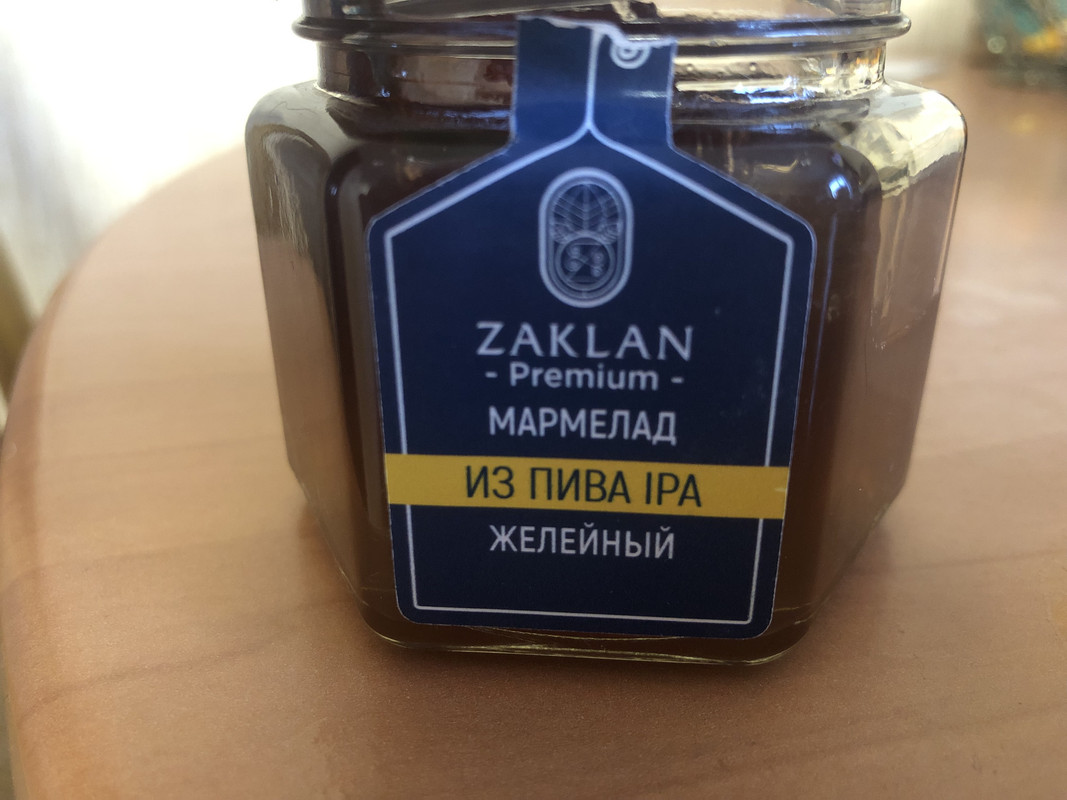 ZAKLAN
- Premium -
МАРМЕЛАД
ИЗ ПИВА IPA
ЖЕЛЕЙНЫЙ